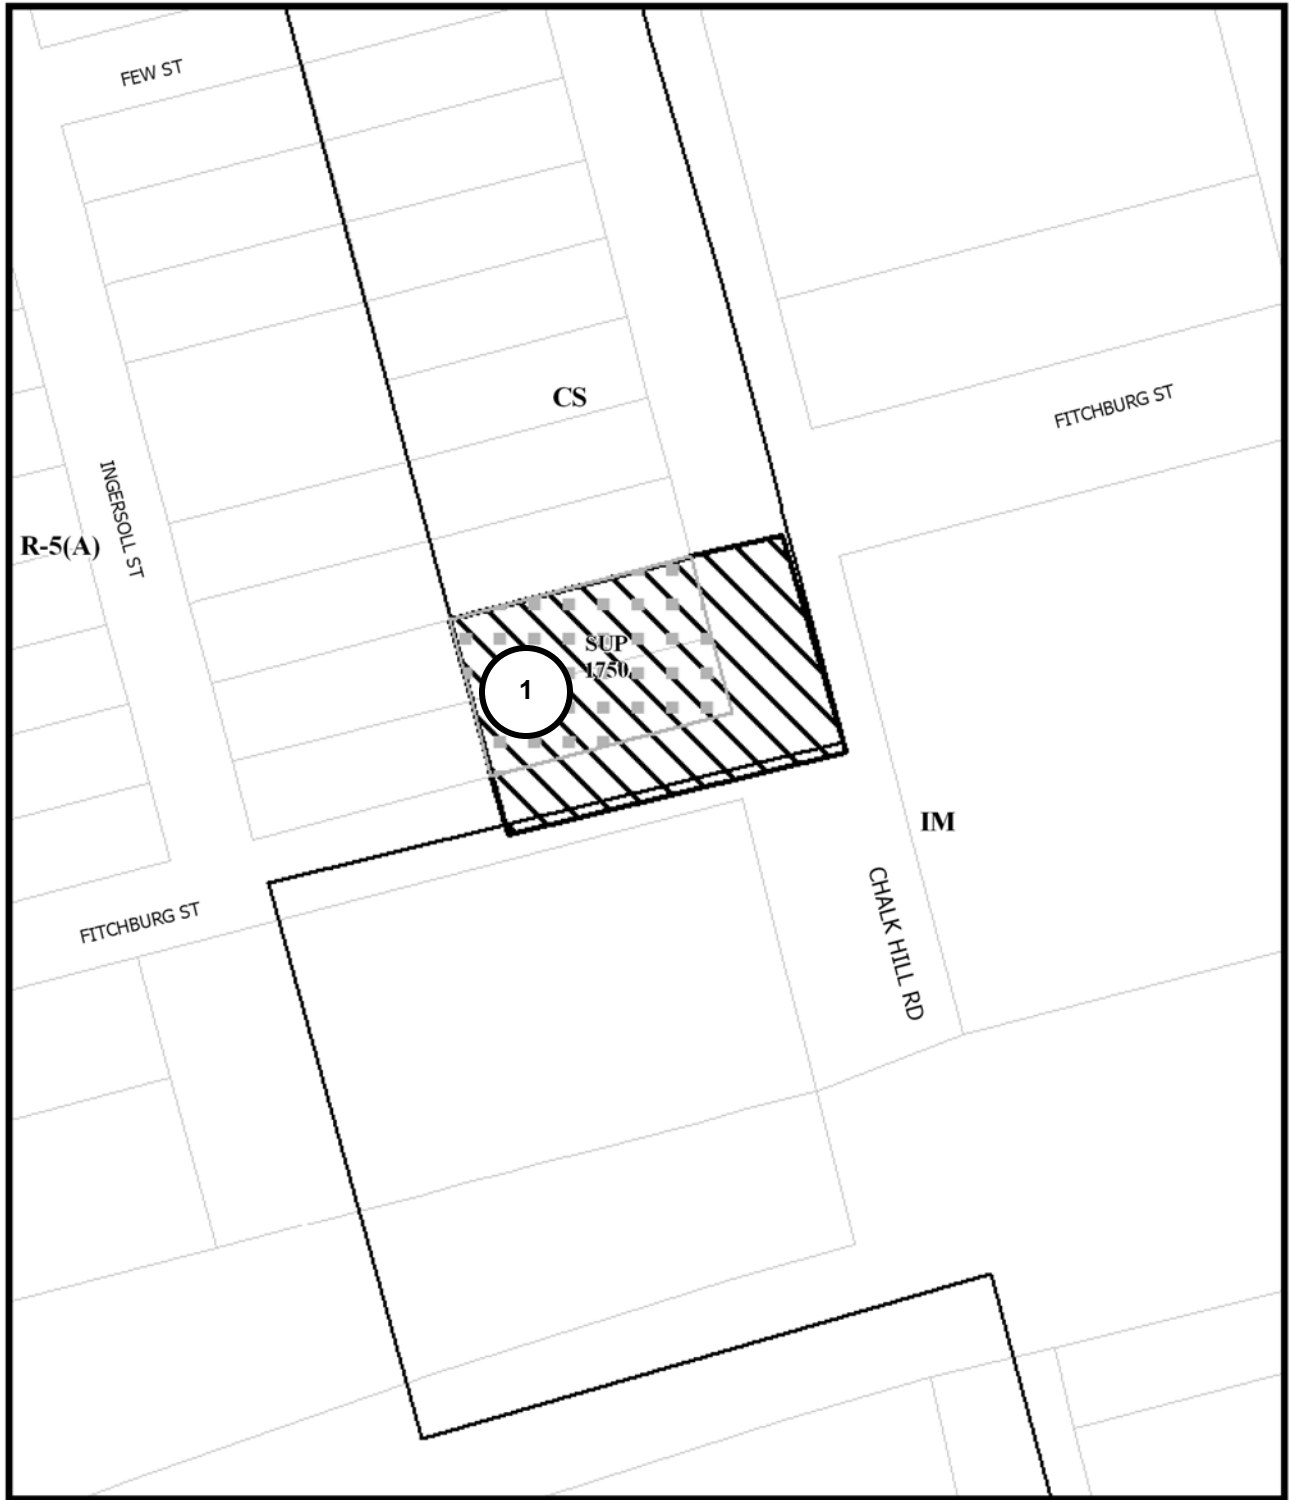 FEW ST
CS
FITCHBURG ST
INGERSOLL ST
R-5(A)
SUP
1750
1
IM
CHALK HILL RD
FITCHBURG ST